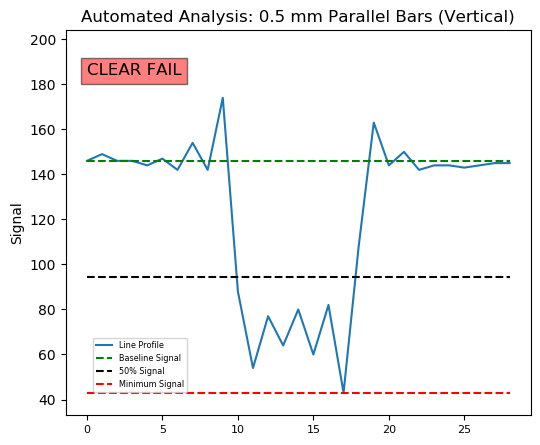 Automated Analysis: 0.5 mm Parallel Bars (Vertical)
200
CLEAR FAIL
180
160
140
120
Signal
100
80
60
40
Line Profile
Baseline Signal
50% Signal
Minimum Signal
0 5 10 15 20 25